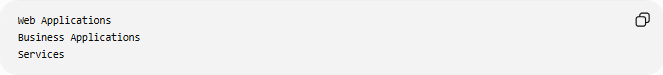 Web Applications
Business Applications
Services